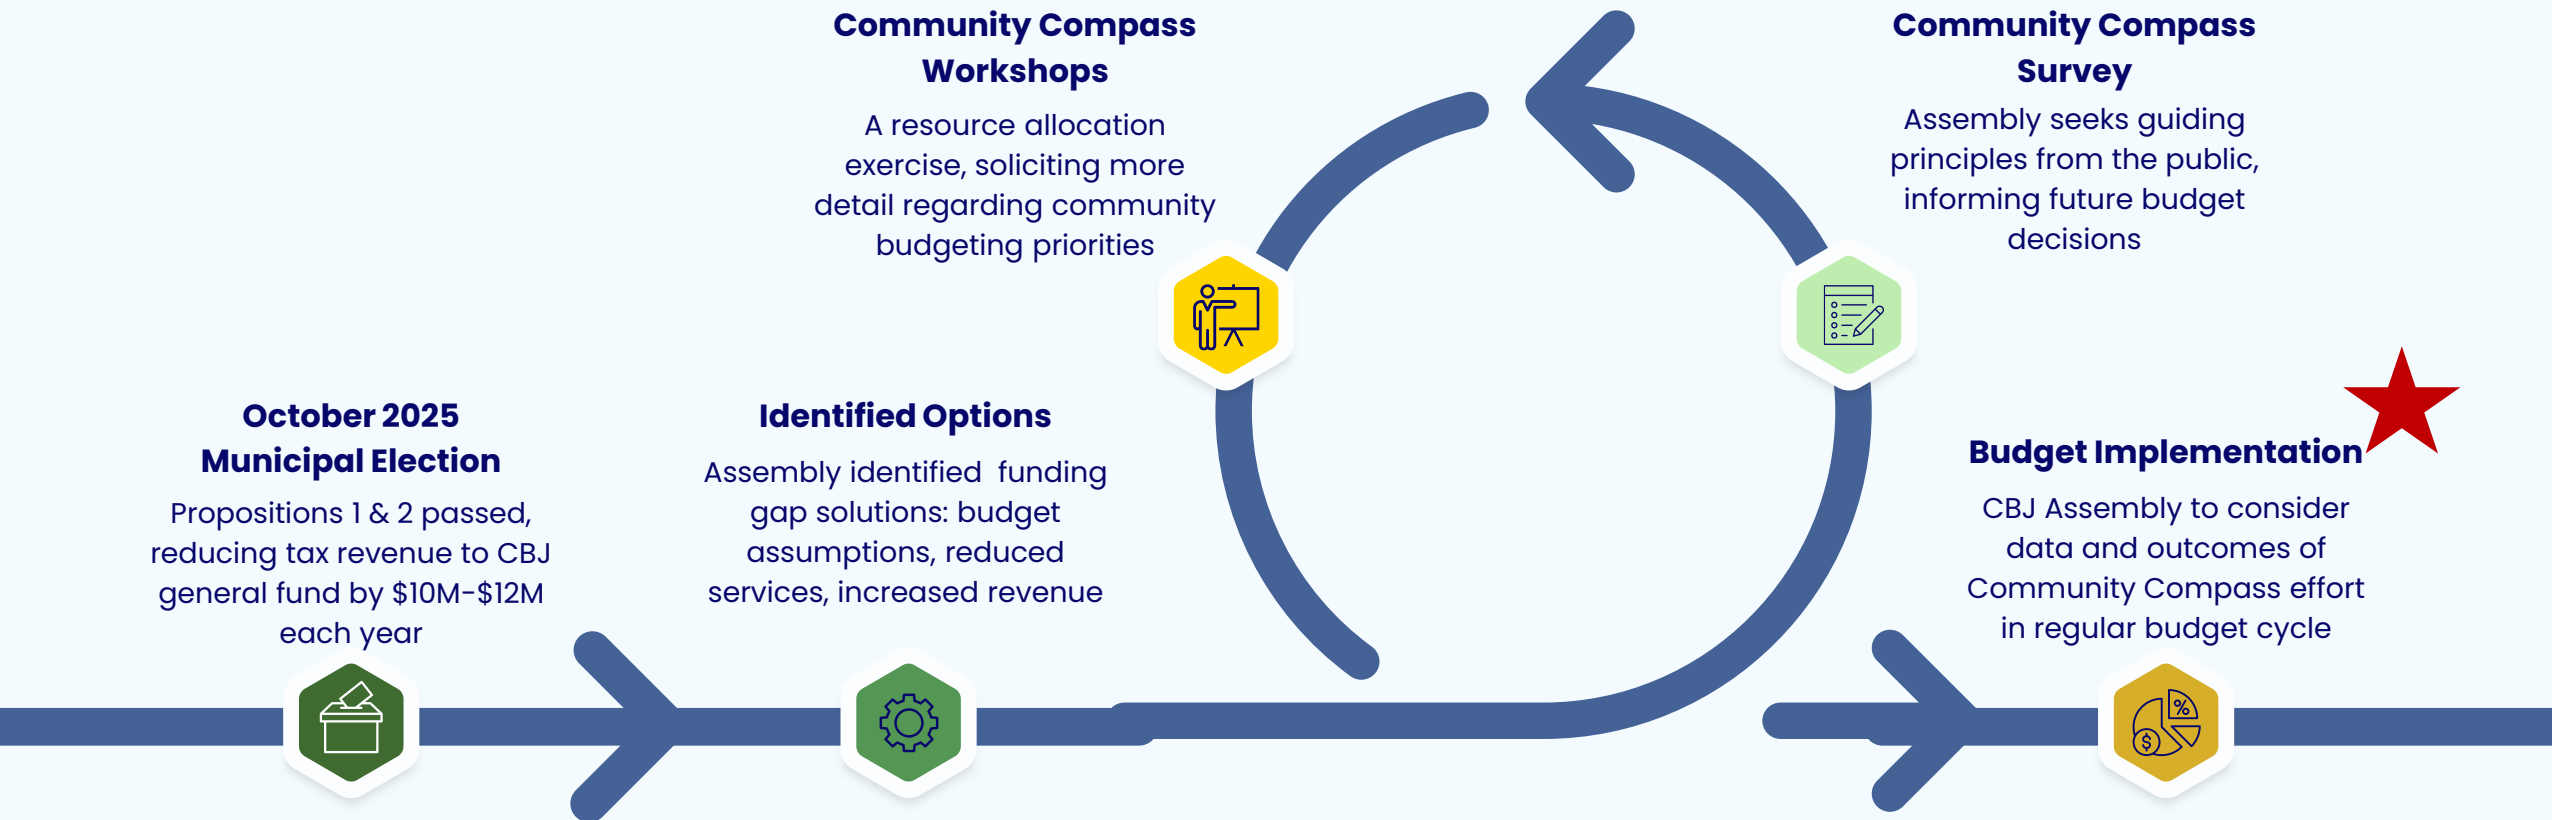 October 2025
Municipal Election
Propositions 1 & 2 passed,
reducing tax revenue to CBJ
general fund by $10M-$12M
each year
Identified Options
Assembly identified  funding
gap solutions: budget
assumptions, reduced
services, increased revenue
Community Compass
Survey
Assembly seeks guiding
principles from the public,
informing future budget
decisions
Community Compass
Workshops
A resource allocation
exercise, soliciting more
detail regarding community
budgeting priorities
Budget Implementation
CBJ Assembly to consider
data and outcomes of
Community Compass effort
in regular budget cycle
%
$